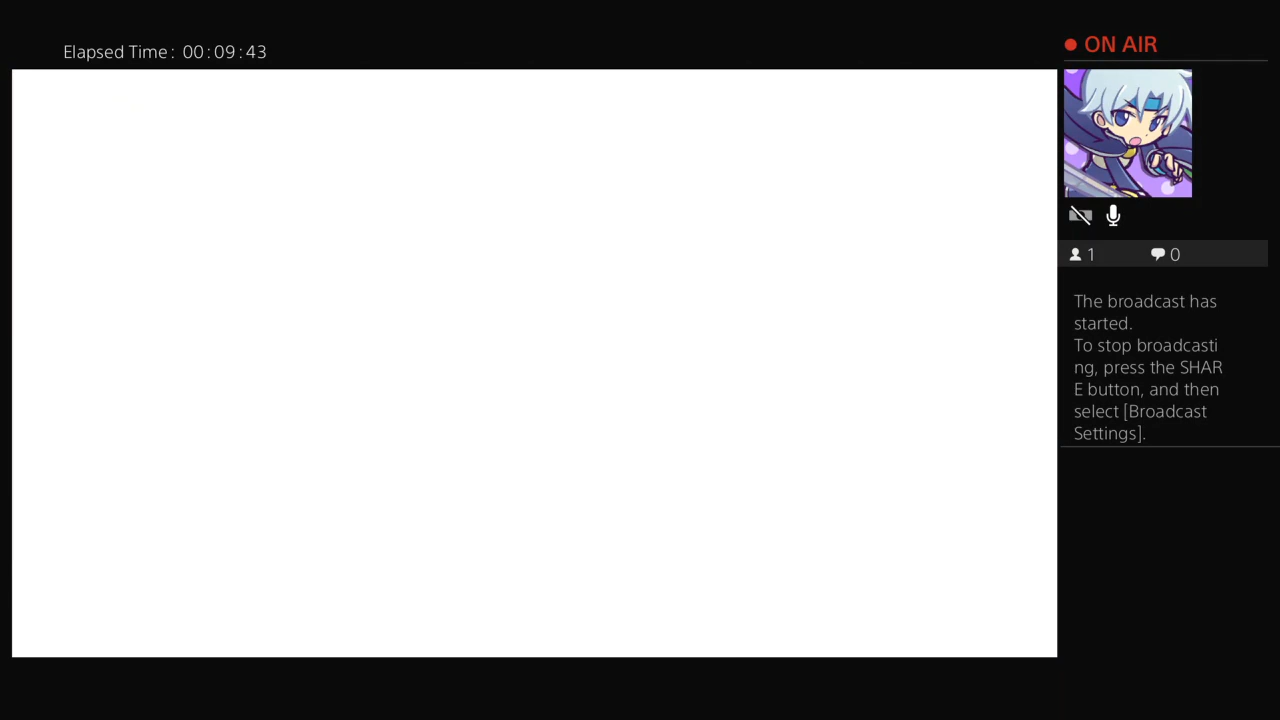 Elapsed Time: 00:09:43
ON AIR
1
0
The broadcast has
started.
To stop broadcasti
ng, press the SHAR
E button, and then
select [Broadcast
Settings].